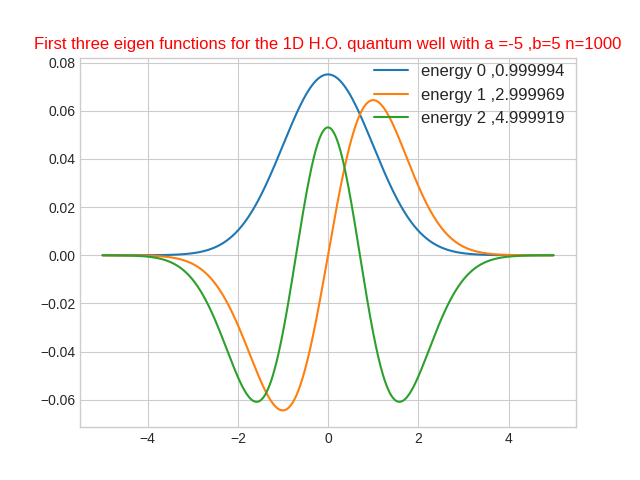 First three eigen functions for the 1D H.O. quantum well with a =-5 ,b=5 n=1000
0.08
energy 0 ,0.999994
energy 1 ,2.999969
energy 2 ,4.999919
0.06
0.04
0.02
0.00
−0.02
−0.04
−0.06
−4 −2 0 2 4